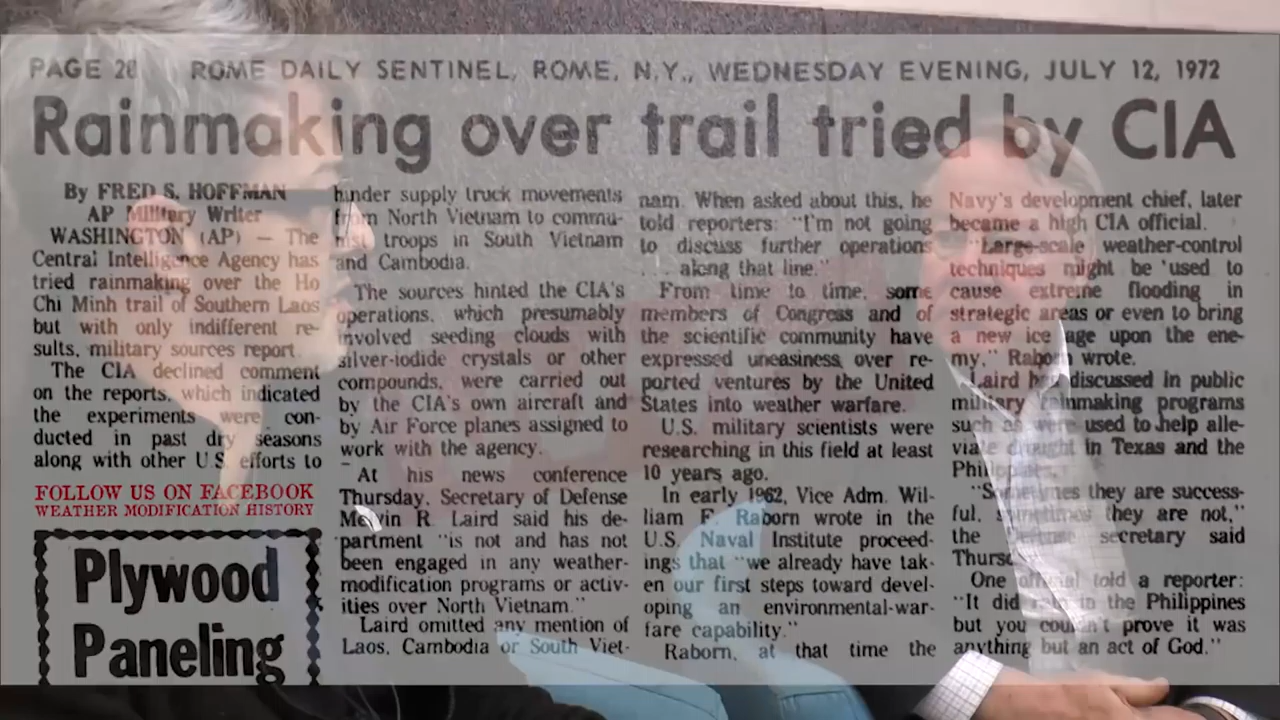 PAGE 28 ROME DAILY SENTINEL, ROME, N.Y., WEDNESDAY EVENING, JULY 12, 1972
Rainmaking over trail tried by CIA
By FRED S. HOFFMAN
AP Military Writer
WASHINGTON (AP) — The
Central Intelligence Agency has
tried rainmaking over the Ho
Chi Minh trail of Southern Laos
but with only indifferent re-
sults, military sources report.
The CIA declined comment
on the reports, which indicated
the experiments were con-
ducted in past dry seasons
along with other U.S. efforts to
FOLLOW US ON FACEBOOK
WEATHER MODIFICATION HISTORY
Plywood
Paneling
hinder supply truck movements
from North Vietnam to commu-
nist troops in South Vietnam
and Cambodia.
The sources hinted the CIA's
operations, which presumably
involved seeding clouds with
silver-iodide crystals or other
compounds, were carried out
by the CIA's own aircraft and
by Air Force planes assigned to
work with the agency.
At his news conference
Thursday, Secretary of Defense
Melvin R. Laird said his de-
partment "is not and has not
been engaged in any weather-
modification programs or activ-
ities over North Vietnam."
Laird omitted any mention of
Laos, Cambodia or South Viet-
nam. When asked about this, he
told reporters: "I'm not going
to discuss further operations
. . . along that line."
From time to time, some
members of Congress and of
the scientific community have
expressed uneasiness over re-
ported ventures by the United
States into weather warfare.
U.S. military scientists were
researching in this field at least
10 years ago.
In early 1962, Vice Adm. Wil-
liam F. Raborn wrote in the
U.S. Naval Institute proceed-
ings that "we already have tak-
en our first steps toward devel-
oping an environmental-war-
fare capability."
Raborn, at that time the
Navy's development chief, later
became a high CIA official.
"Large-scale weather-control
techniques might be 'used to
cause extreme flooding in
strategic areas or even to bring
a new ice age upon the ene-
my," Raborn wrote.
Laird has discussed in public
military rainmaking programs
such as were used to help alle-
viate drought in Texas and the
Philippines.
"Sometimes they are success-
ful, sometimes they are not,"
the Defense secretary said
Thursd
One official told a reporter:
"It did rain in the Philippines
but you couldn't prove it was
anything but an act of God."